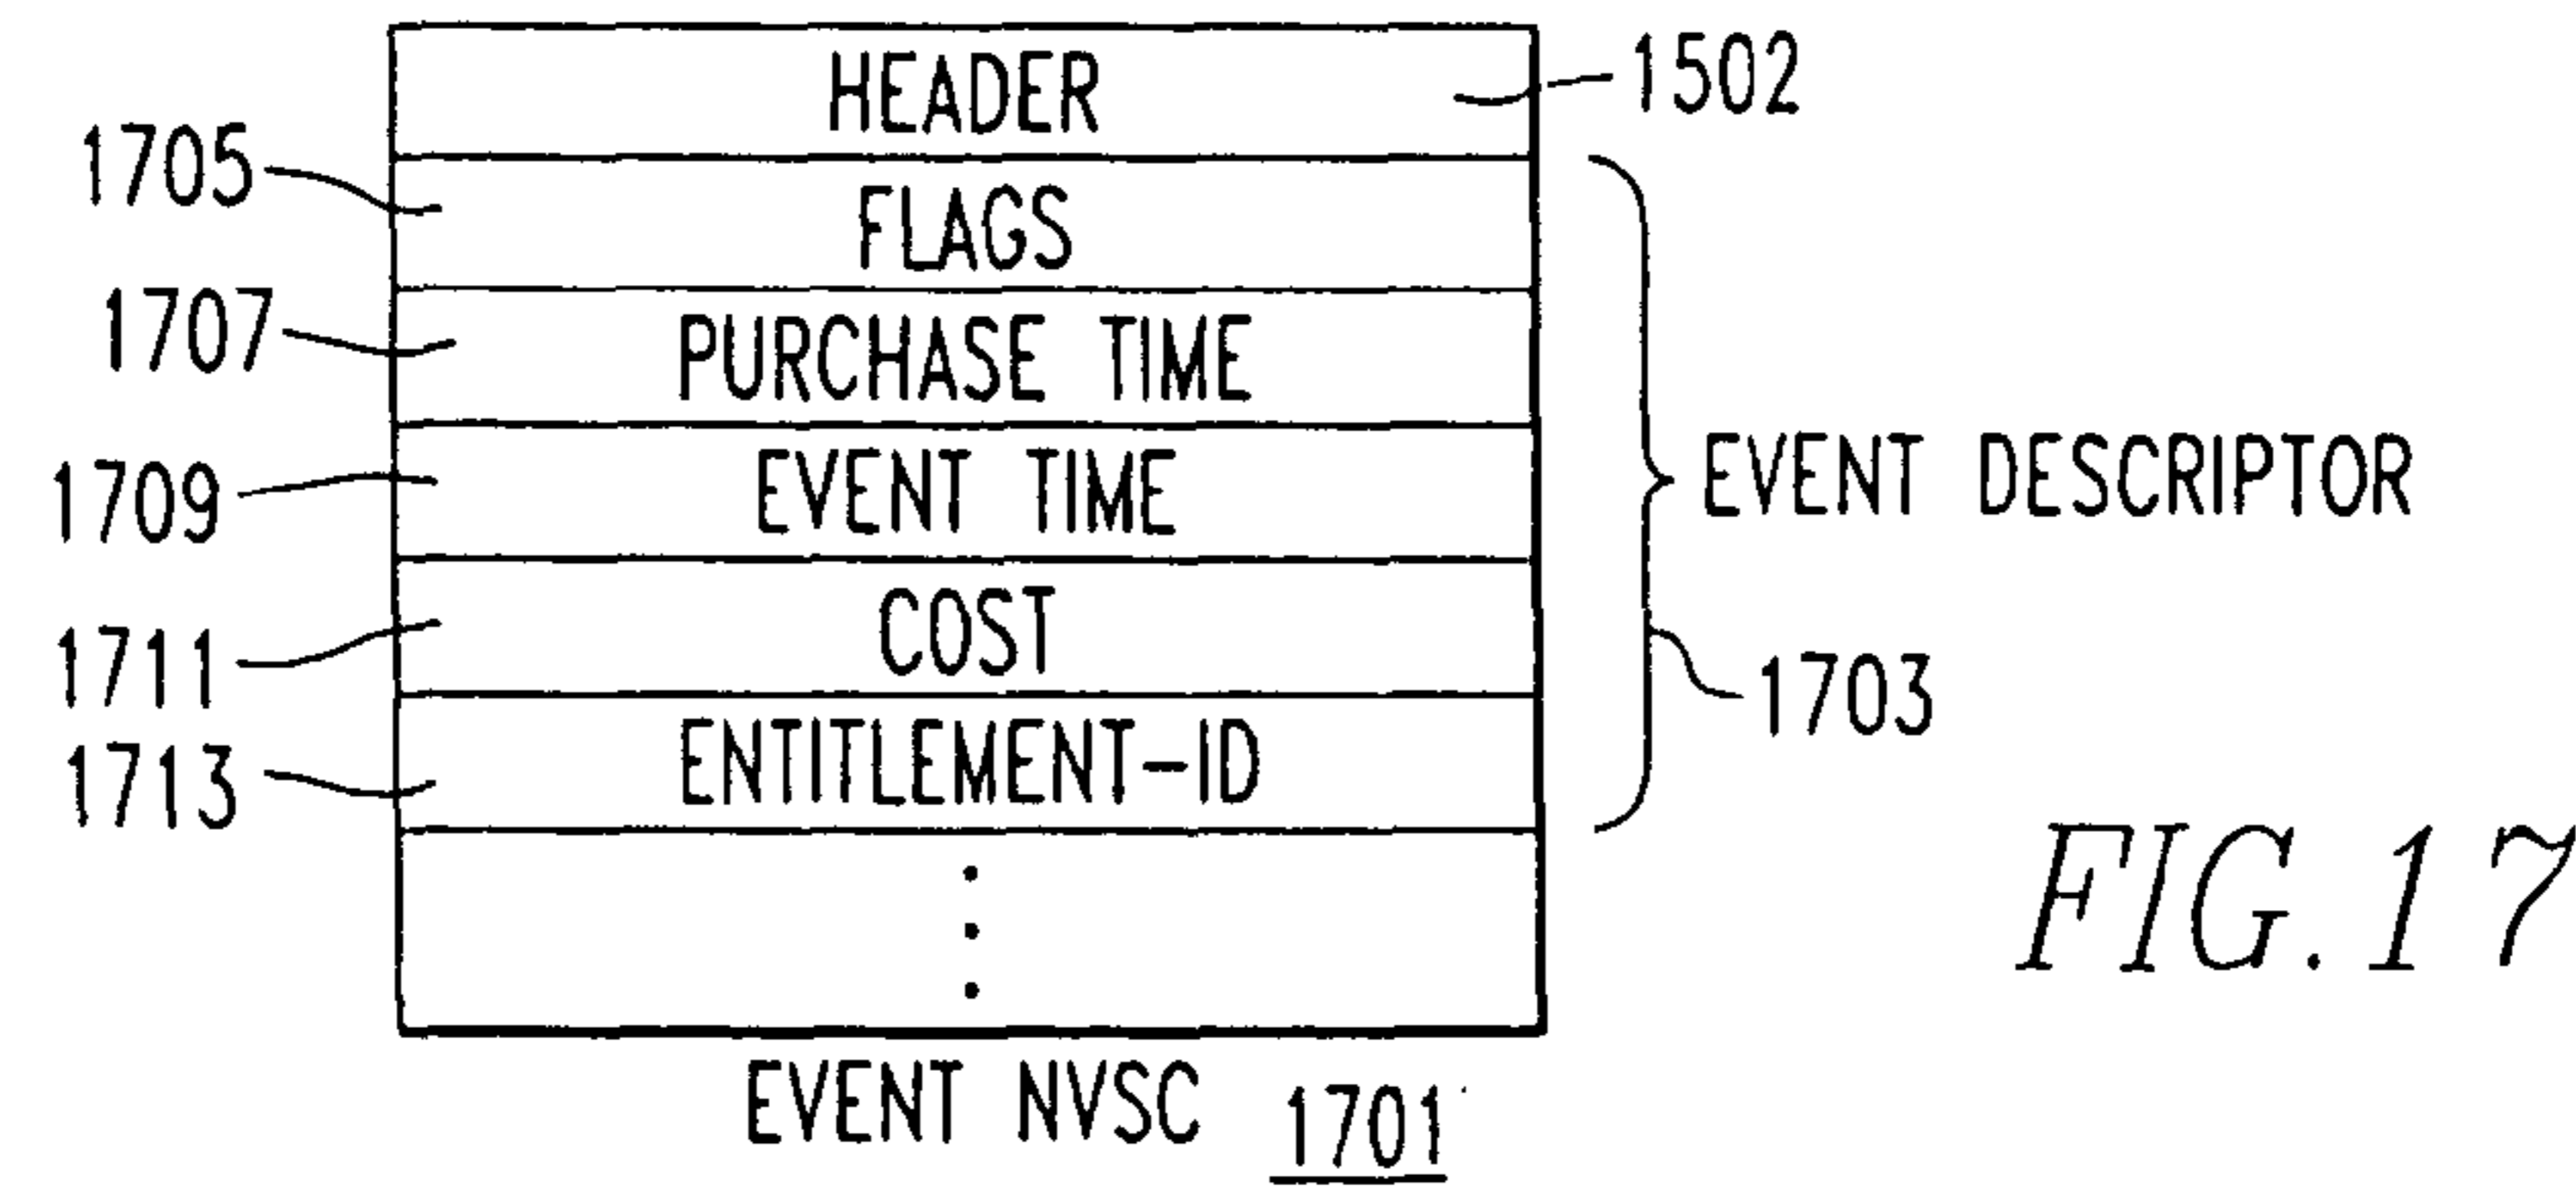 HEADER 1502
1705 FLAGS
1707 PURCHASE TIME
1709 EVENT TIME EVENT DESCRIPTOR
1711 COST 1703
1713 ENTITLEMENT-ID
FIG. 17
EVENT NVSC 1701